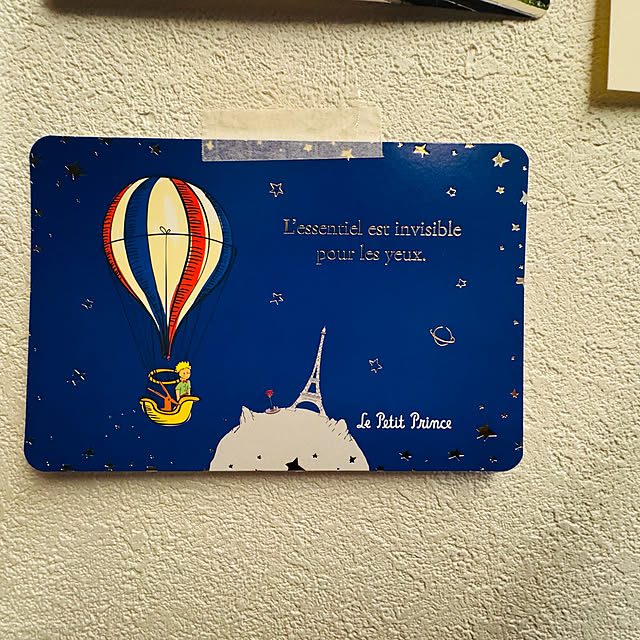 L'essentiel est invisible
pour les yeux.
Le Petit Prince